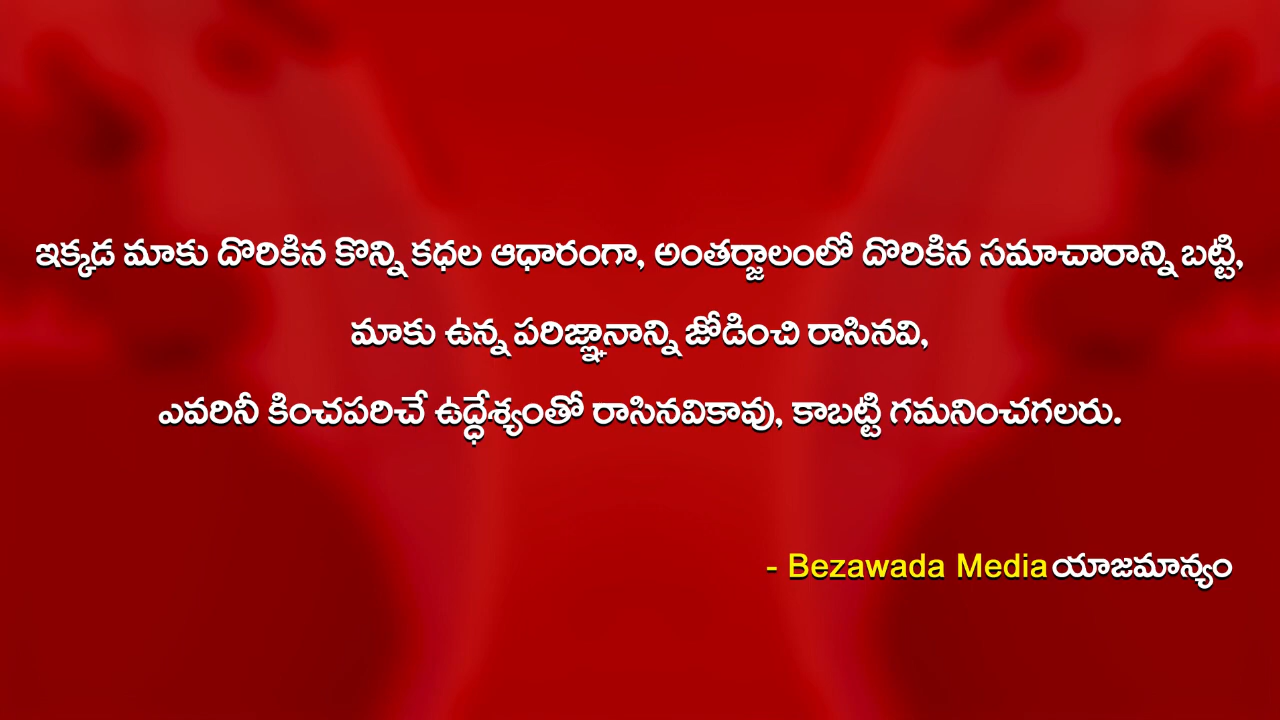 ఇక్కడ మాకు దొరికిన కొన్ని కధల ఆధారంగా, అంతర్జాలంలో దొరికిన సమాచారాన్ని బట్టి,
మాకు ఉన్న పరిజ్ఞానాన్ని జోడించి రాసినవి,
ఎవరినీ కించపరిచే ఉద్ధేశ్యంతో రాసినవికావు, కాబట్టి గమనించగలరు.
- Bezawada Media యాజమాన్యం